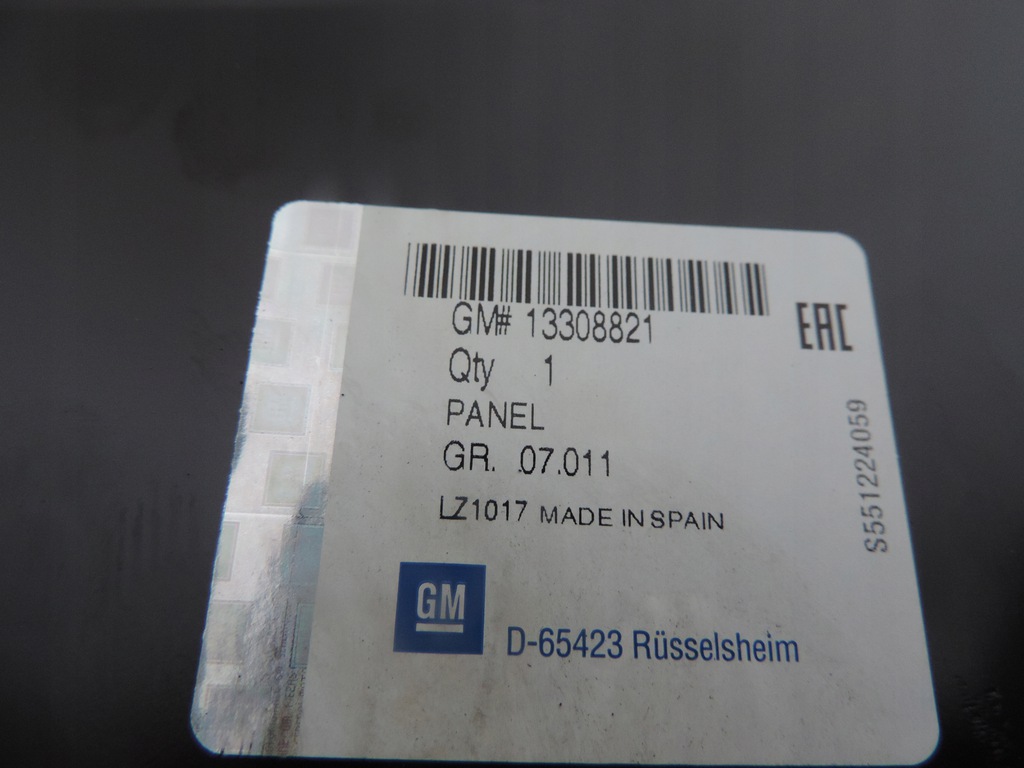 GM# 13308821
EAC
Qty 1
PANEL
GR. 07.011
LZ1017 MADE IN SPAIN
S551224059
GM
D-65423 Rüsselsheim